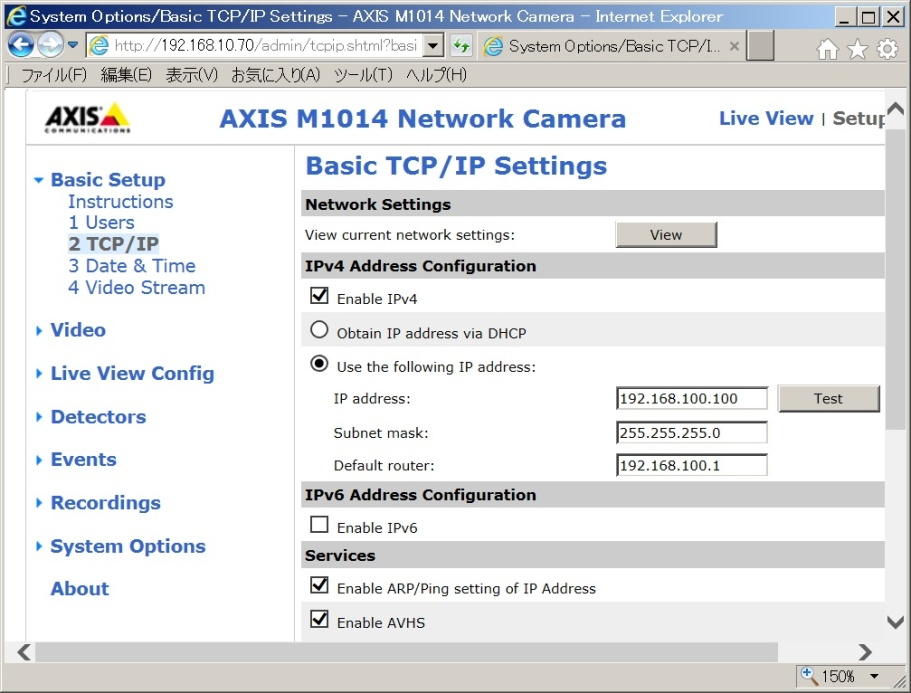 System Options/Basic TCP/IP Settings - AXIS M1014 Network Camera - Internet Explorer
http://192.168.10.70/admin/tcpip.shtml?basi
System Options/Basic TCP/I...
ファイル(F) 編集(E) 表示(V) お気に入り(A) ツール(T) ヘルプ(H)
AXIS
COMMUNICATIONS
AXIS M1014 Network Camera
Live View | Setup
Basic Setup
Instructions
1 Users
2 TCP/IP
3 Date & Time
4 Video Stream
Video
Live View Config
Detectors
Events
Recordings
System Options
About
Basic TCP/IP Settings
Network Settings
View current network settings: View
IPv4 Address Configuration
Enable IPv4
Obtain IP address via DHCP
Use the following IP address:
IP address: 192.168.100.100 Test
Subnet mask: 255.255.255.0
Default router: 192.168.100.1
IPv6 Address Configuration
Enable IPv6
Services
Enable ARP/Ping setting of IP Address
Enable AVHS
150%